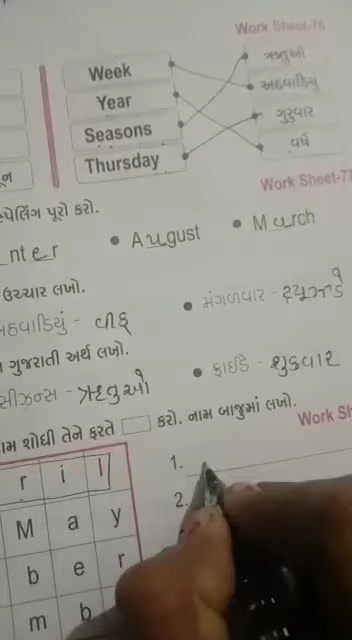 Work Sheet-76
Week
Year
Seasons
Thursday
ઋતુઓ
અઠવાડિયું
ગુરુવાર
વર્ષ
Work Sheet-77
સ્પેલિંગ પૂરો કરો.
nter
• August
• March
ઉચ્ચાર લખો.
અઠવાડિયું - વીક
• મંગળવાર - ટ્યૂઝડે
ગુજરાતી અર્થ લખો.
સીઝન્સ - ઋતુઓ
• ફ્રાઇડે - શુક્રવાર
શોધી તેને ફરતે કરો. નામ બાજુમાં લખો.
Work Sh
r i l
M a y
b e r
m b
1.
2.